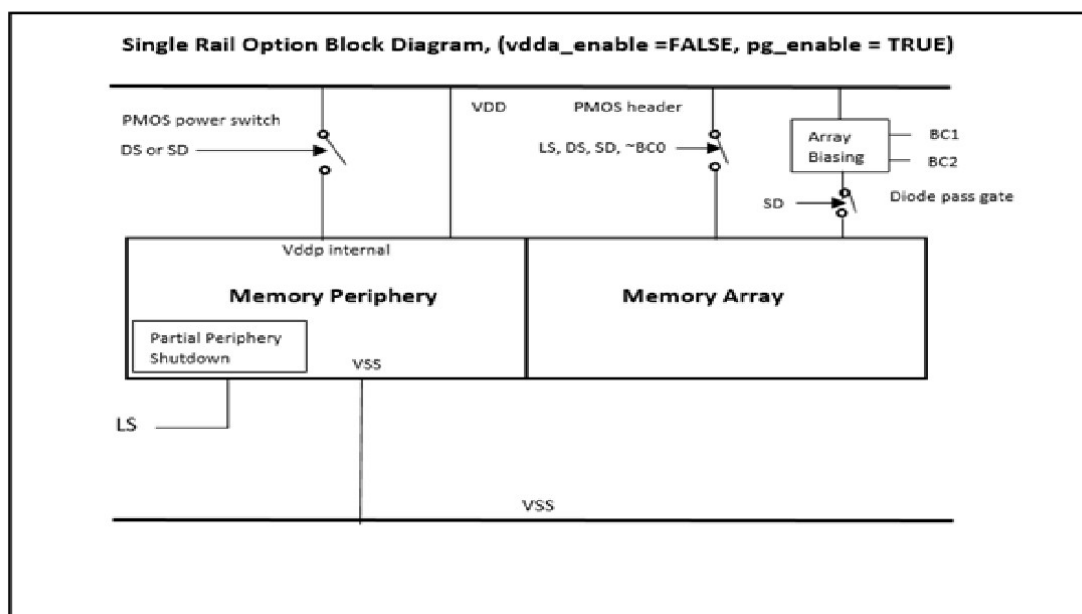 Single Rail Option Block Diagram, (vdda_enable =FALSE, pg_enable = TRUE)
VDD
PMOS header
PMOS power switch
DS or SD
LS, DS, SD, ~BC0
Array
Biasing
BC1
BC2
SD
Diode pass gate
Vddp internal
Memory Periphery
Memory Array
Partial Periphery
Shutdown
VSS
LS
VSS